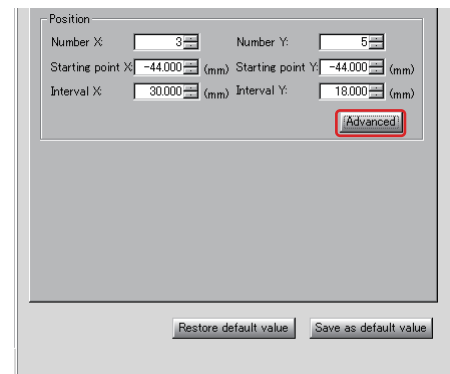 Position
Number X: 3 Number Y: 5
Starting point X: -44.000 (mm) Starting point Y: -44.000 (mm)
Interval X: 30.000 (mm) Interval Y: 18.000 (mm)
Advanced
Restore default value Save as default value